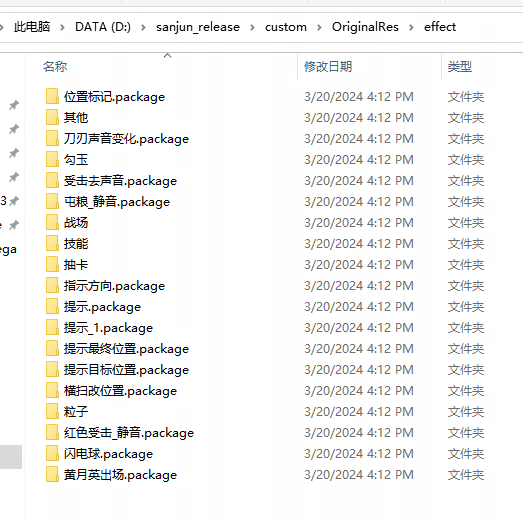 此电脑 > DATA (D:) > sanjun_release > custom > OriginalRes > effect
名称 修改日期 类型
位置标记.package 3/20/2024 4:12 PM 文件夹
其他 3/20/2024 4:12 PM 文件夹
刀刃声音变化.package 3/20/2024 4:12 PM 文件夹
勾玉 3/20/2024 4:12 PM 文件夹
受击去声音.package 3/20/2024 4:12 PM 文件夹
屯粮_静音.package 3/20/2024 4:12 PM 文件夹
战场 3/20/2024 4:12 PM 文件夹
技能 3/20/2024 4:12 PM 文件夹
抽卡 3/20/2024 4:12 PM 文件夹
指示方向.package 3/20/2024 4:12 PM 文件夹
提示.package 3/20/2024 4:12 PM 文件夹
提示_1.package 3/20/2024 4:12 PM 文件夹
提示最终位置.package 3/20/2024 4:12 PM 文件夹
提示目标位置.package 3/20/2024 4:12 PM 文件夹
横扫改位置.package 3/20/2024 4:12 PM 文件夹
粒子 3/20/2024 4:12 PM 文件夹
红色受击_静音.package 3/20/2024 4:12 PM 文件夹
闪电球.package 3/20/2024 4:12 PM 文件夹
黄月英出场.package 3/20/2024 4:12 PM 文件夹